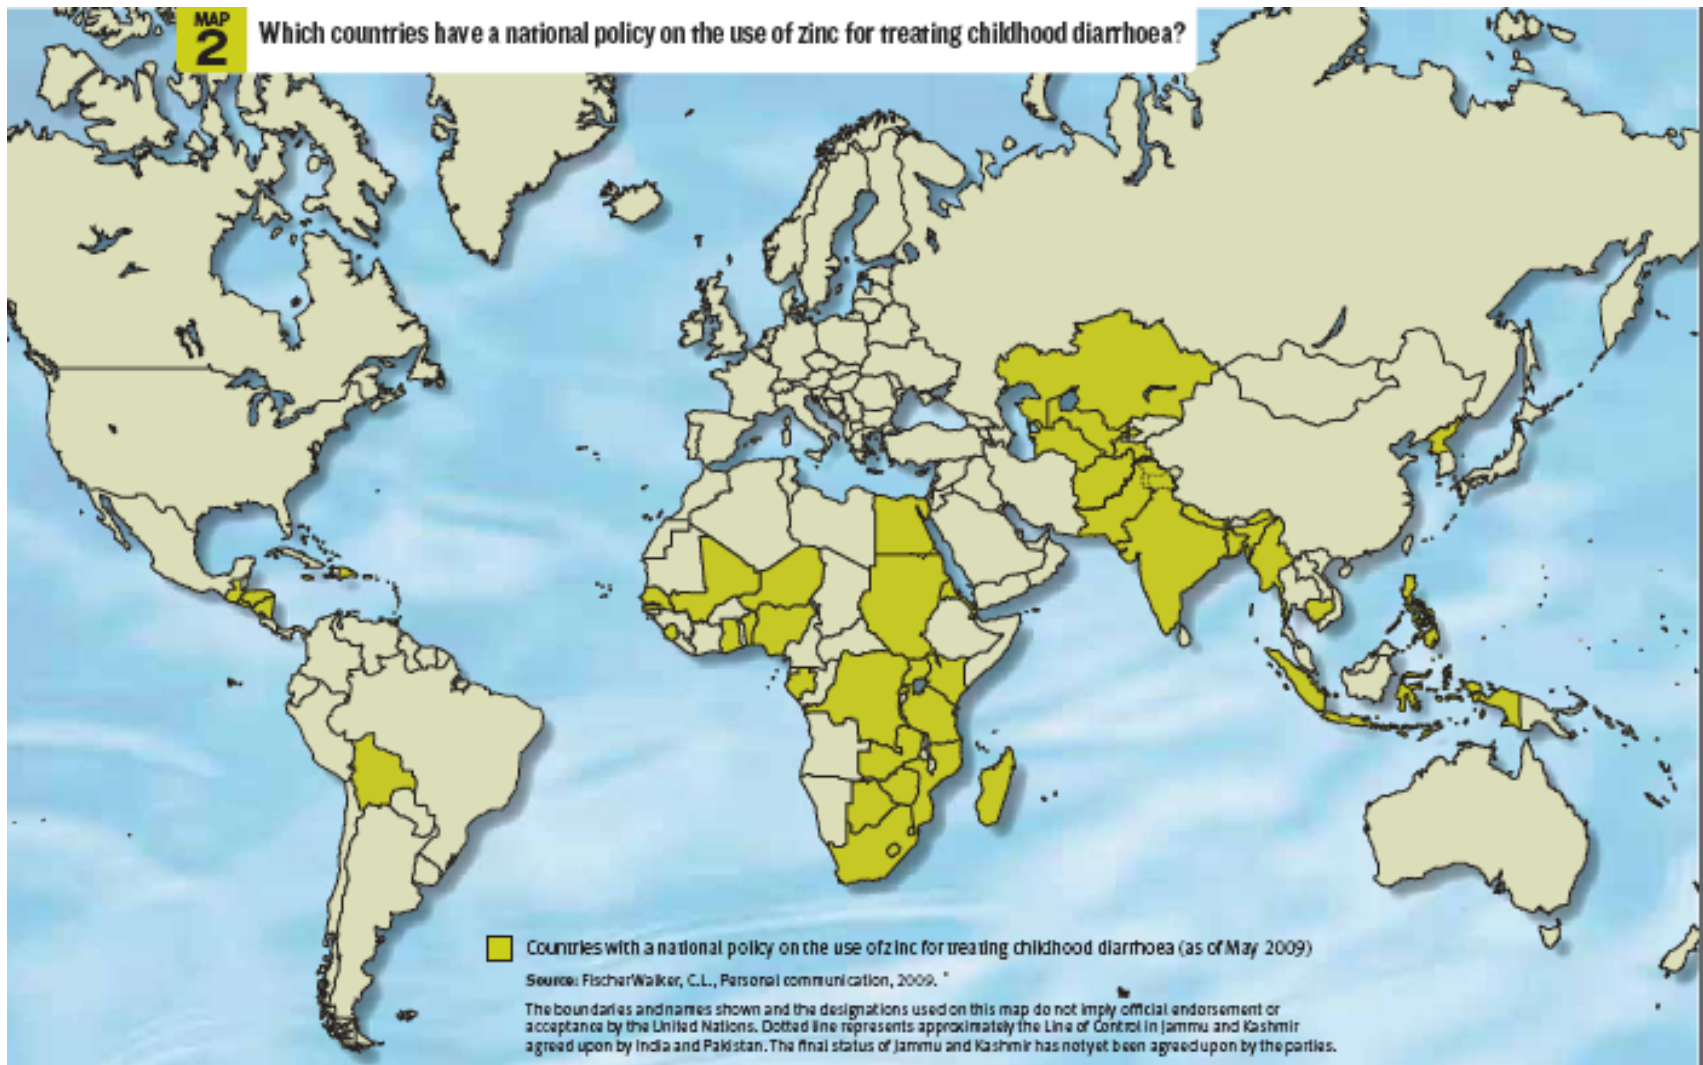 MAP
2
Which countries have a national policy on the use of zinc for treating childhood diarrhoea?
Countries with a national policy on the use of zinc for treating childhood diarrhoea (as of May 2009)
Source: Fischer Walker, C.L., Personal communication, 2009.
The boundaries and names shown and the designations used on this map do not imply official endorsement or
acceptance by the United Nations. Dotted line represents approximately the Line of Control in Jammu and Kashmir
agreed upon by India and Pakistan. The final status of Jammu and Kashmir has not yet been agreed upon by the parties.